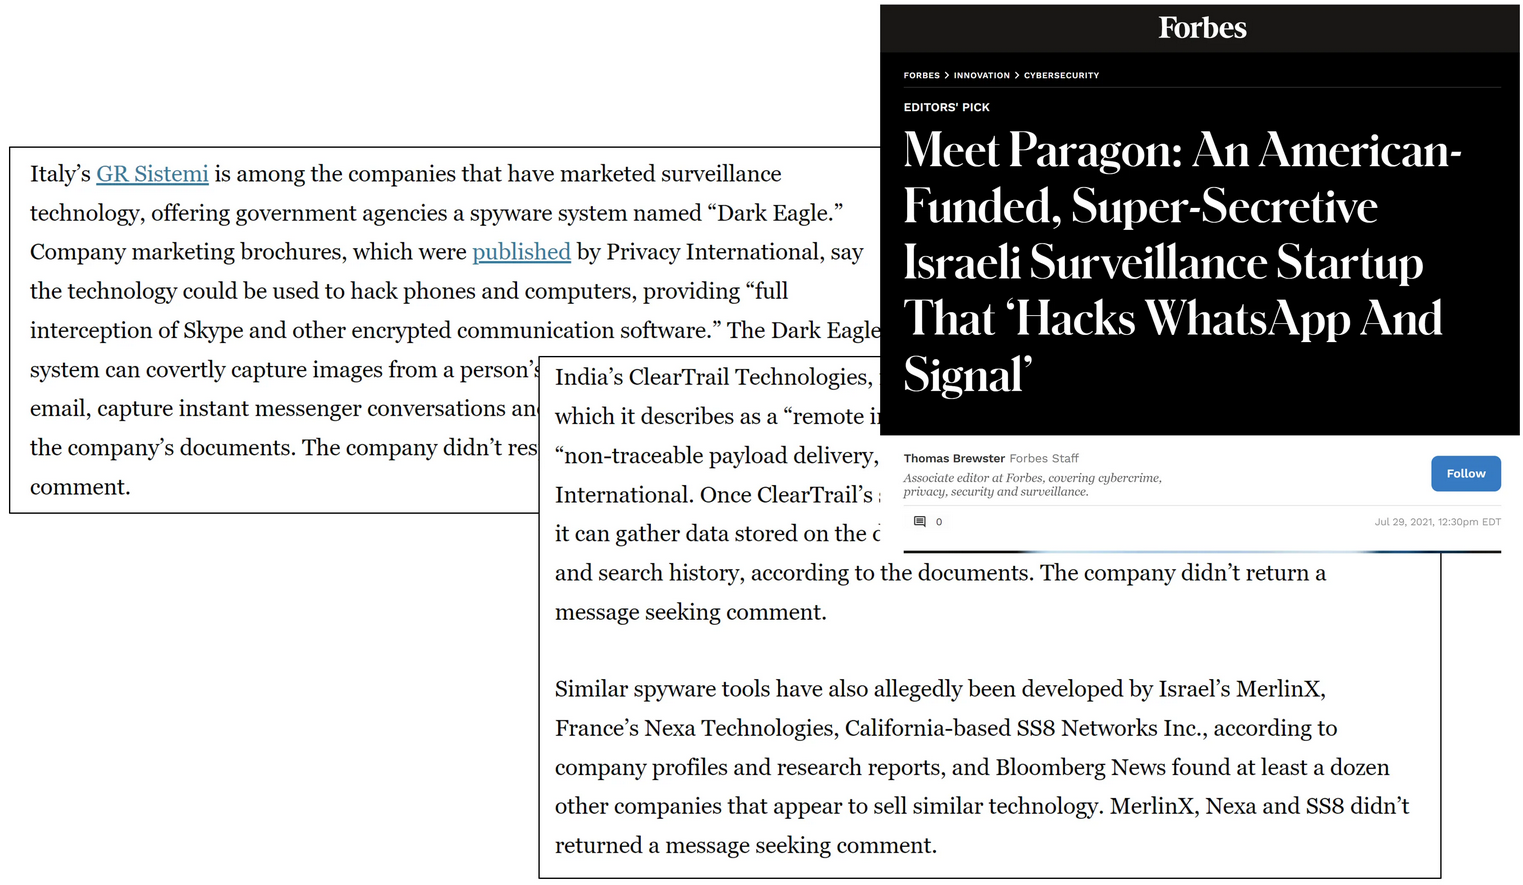 Italy’s GR Sistemi is among the companies that have marketed surveillance
technology, offering government agencies a spyware system named “Dark Eagle.”
Company marketing brochures, which were published by Privacy International, say
the technology could be used to hack phones and computers, providing “full
interception of Skype and other encrypted communication software.” The Dark Eagle
system can covertly capture images from a person’s
email, capture instant messenger conversations and
the company’s documents. The company didn’t res
comment.
India’s ClearTrail Technologies,
which it describes as a “remote
“non-traceable payload delivery,
International. Once ClearTrail’s
it can gather data stored on the
and search history, according to the documents. The company didn’t return a
message seeking comment.
Similar spyware tools have also allegedly been developed by Israel’s MerlinX,
France’s Nexa Technologies, California-based SS8 Networks Inc., according to
company profiles and research reports, and Bloomberg News found at least a dozen
other companies that appear to sell similar technology. MerlinX, Nexa and SS8 didn’t
returned a message seeking comment.
Forbes
FORBES > INNOVATION > CYBERSECURITY
EDITORS' PICK
Meet Paragon: An American-
Funded, Super-Secretive
Israeli Surveillance Startup
That ‘Hacks WhatsApp And
Signal’
Thomas Brewster Forbes Staff
Associate editor at Forbes, covering cybercrime,
privacy, security and surveillance.
Follow
0
Jul 29, 2021, 12:30pm EDT